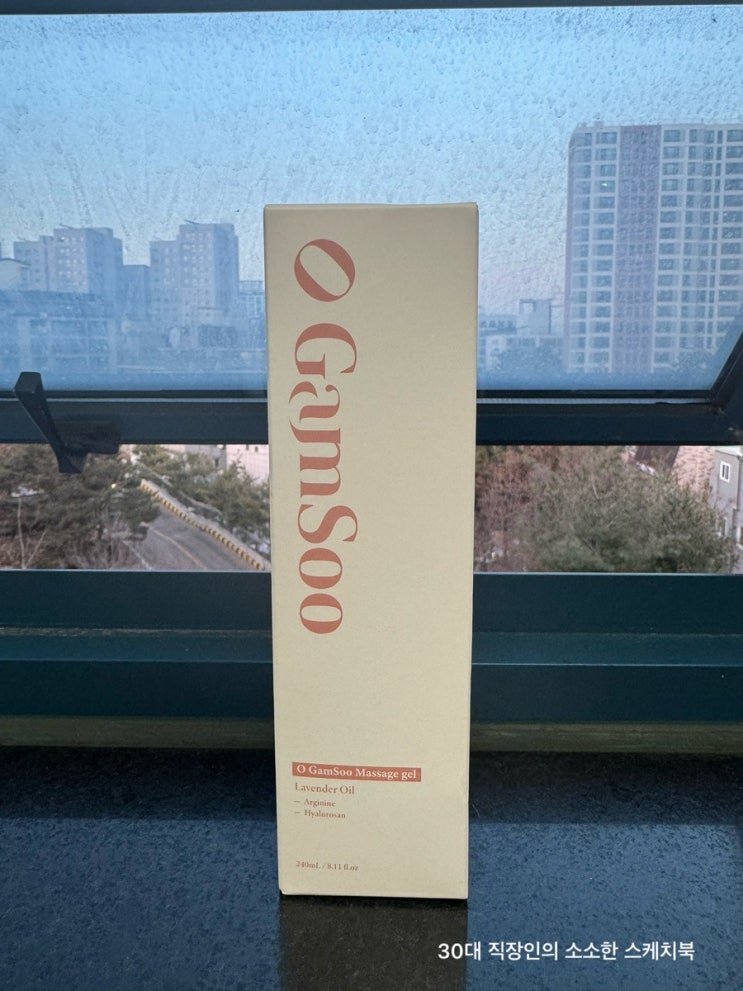 O GamSoo
O GamSoo Massage gel
Lavender Oil
– Arginine
– Hyalurosan
240mL / 8.11 fl.oz
30대 직장인의 소소한 스케치북